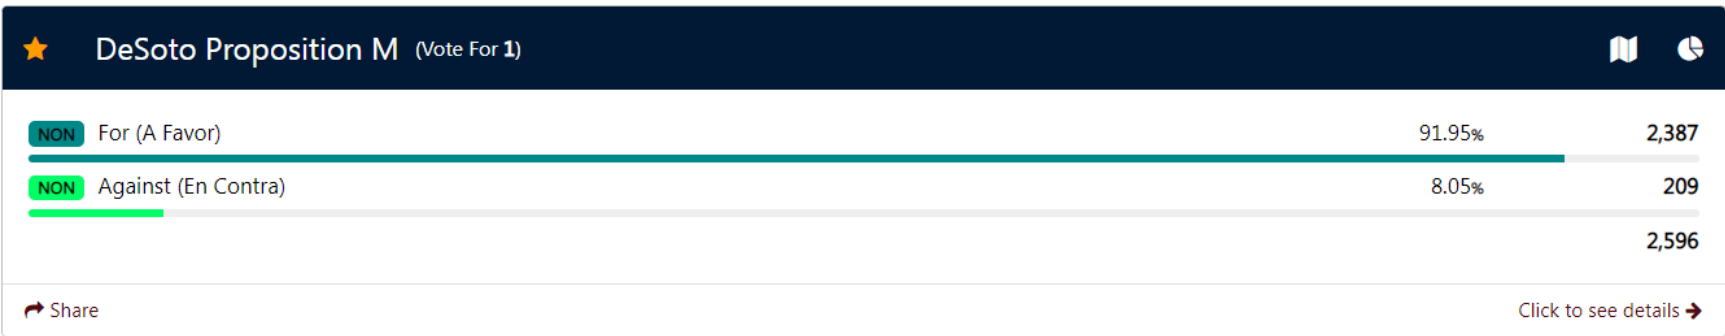 DeSoto Proposition M (Vote For 1)
NON For (A Favor) 91.95% 2,387
NON Against (En Contra) 8.05% 209
2,596
Share Click to see details